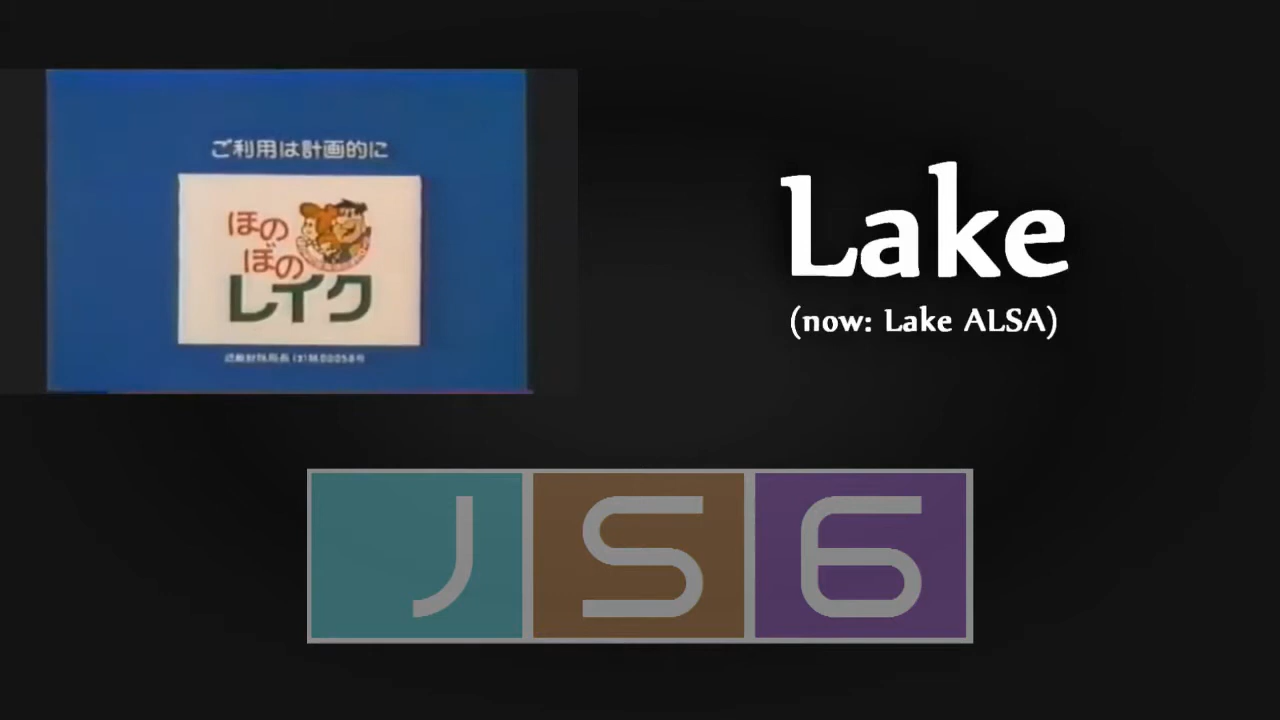 ご利用は計画的に
ほの
ぼの
レイク
Lake
(now: Lake ALSA)
JS6